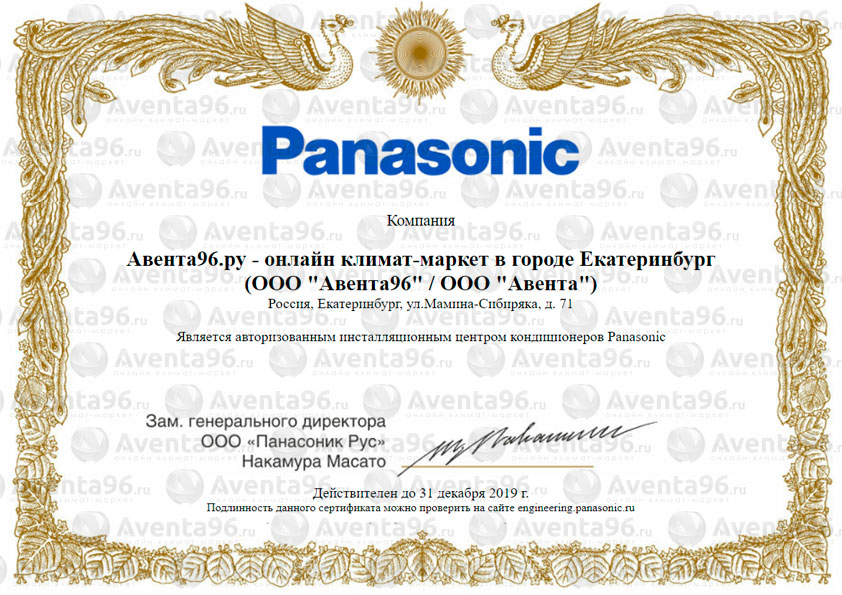 Panasonic
Компания
Авента96.ру - онлайн климат-маркет в городе Екатеринбург
(ООО "Авента96" / ООО "Авента")
Россия, Екатеринбург, ул.Мамина-Сибиряка, д. 71
Является авторизованным инсталляционным центром кондиционеров Panasonic
Зам. генерального директора
ООО «Панасоник Рус»
Накамура Масато
Действителен до 31 декабря 2019 г.
Подлинность данного сертификата можно проверить на сайте engineering.panasonic.ru
Aventa96.ru
онлайн климат-маркет